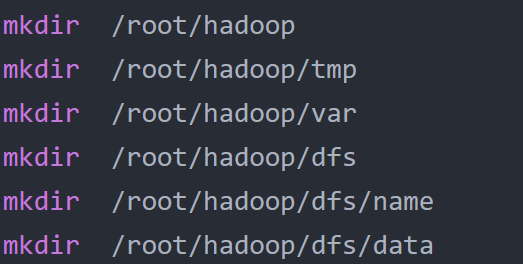 mkdir  /root/hadoop
mkdir  /root/hadoop/tmp
mkdir  /root/hadoop/var
mkdir  /root/hadoop/dfs
mkdir  /root/hadoop/dfs/name
mkdir  /root/hadoop/dfs/data